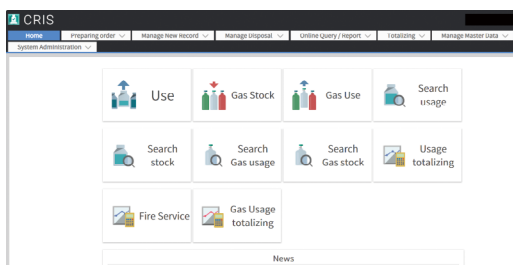 CRIS
Home Preparing order Manage New Record Manage Disposal Online Query / Report Totalizing Manage Master Data
System Administration
Use Gas Stock Gas Use Search usage
Search stock Search Gas usage Search Gas stock Usage totalizing
Fire Service Gas Usage totalizing
News